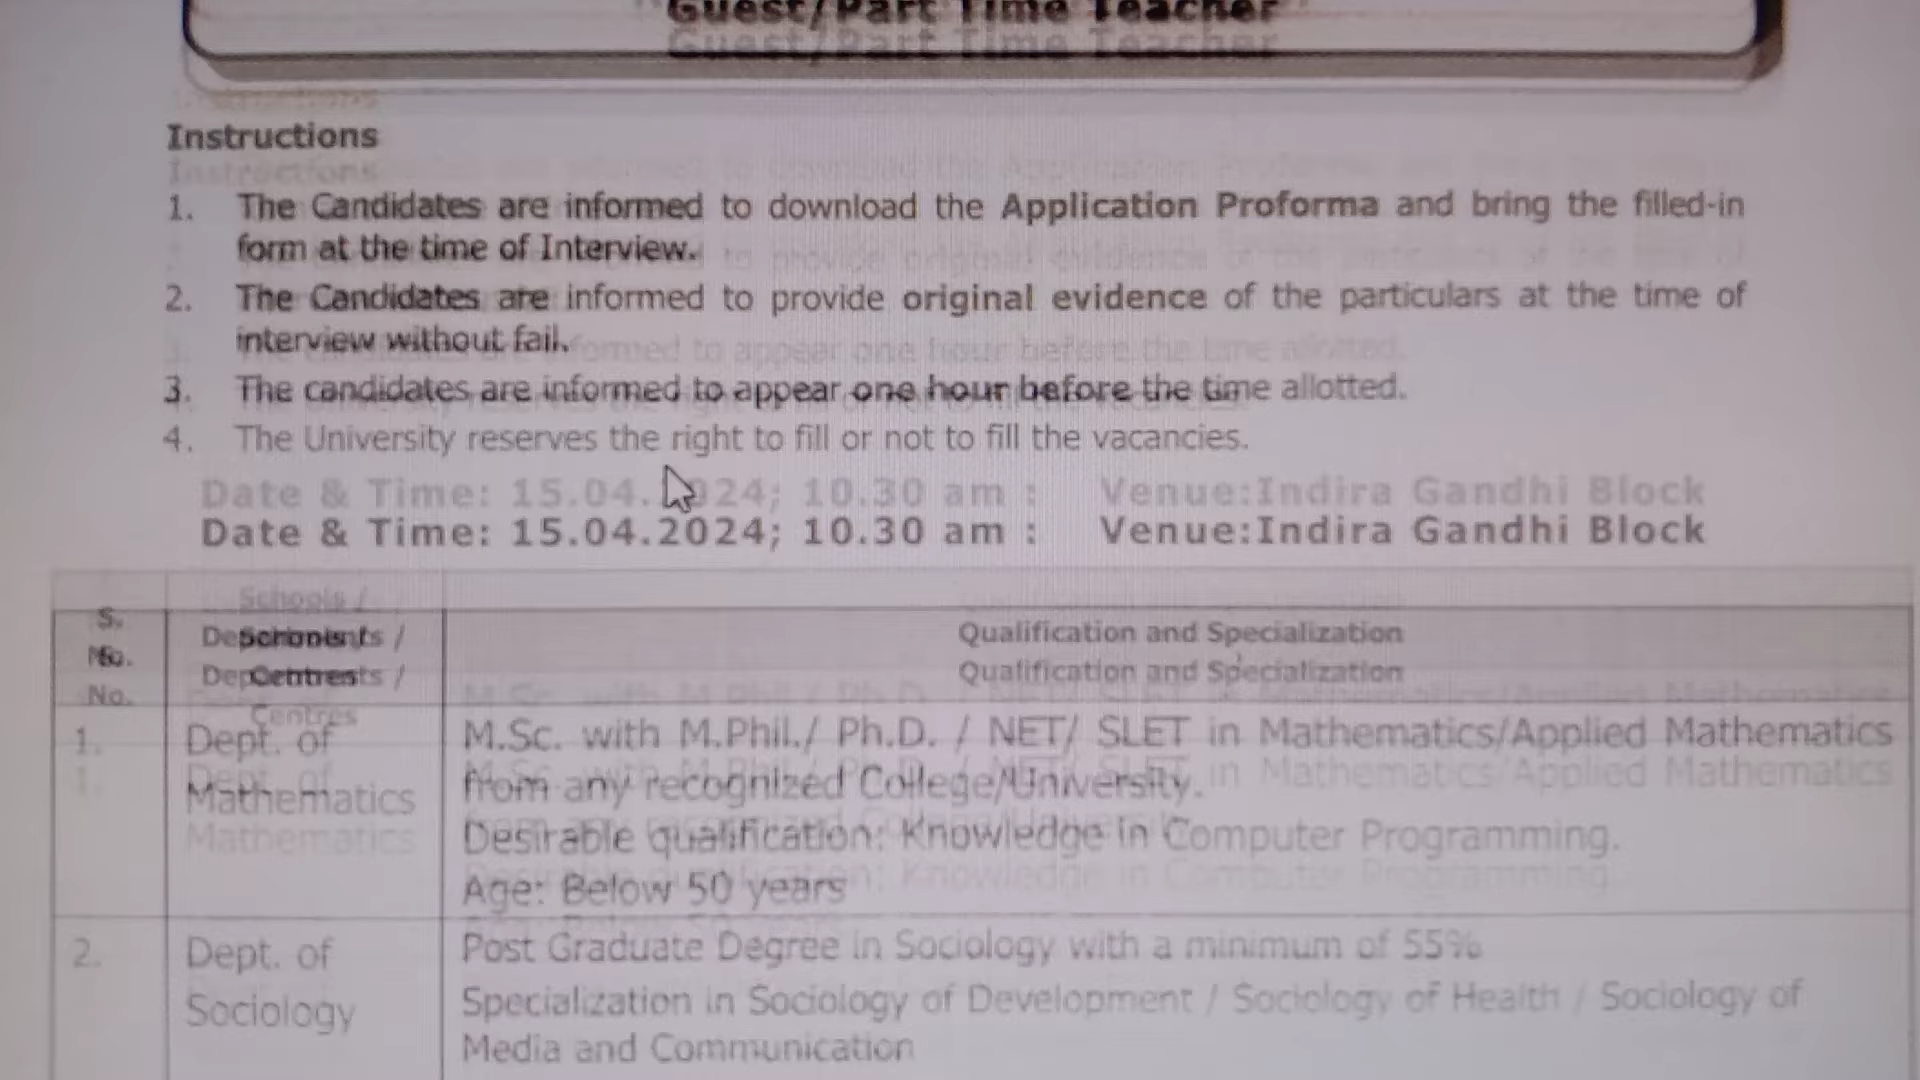 Guest/Part Time Teacher
Instructions
1. The Candidates are informed to download the Application Proforma and bring the filled-in
form at the time of Interview.
2. The Candidates are informed to provide original evidence of the particulars at the time of
interview without fail.
3. The candidates are informed to appear one hour before the time allotted.
4. The University reserves the right to fill or not to fill the vacancies.
Date & Time: 15.04.2024; 10.30 am : Venue:Indira Gandhi Block
S. No. Schools / Departments / Centres Qualification and Specialization
1. Dept. of Mathematics M.Sc. with M.Phil./ Ph.D. / NET/ SLET in Mathematics/Applied Mathematics
from any recognized College/University.
Desirable qualification: Knowledge in Computer Programming.
Age: Below 50 years
2. Dept. of Sociology Post Graduate Degree in Sociology with a minimum of 55%
Specialization in Sociology of Development / Sociology of Health / Sociology of
Media and Communication